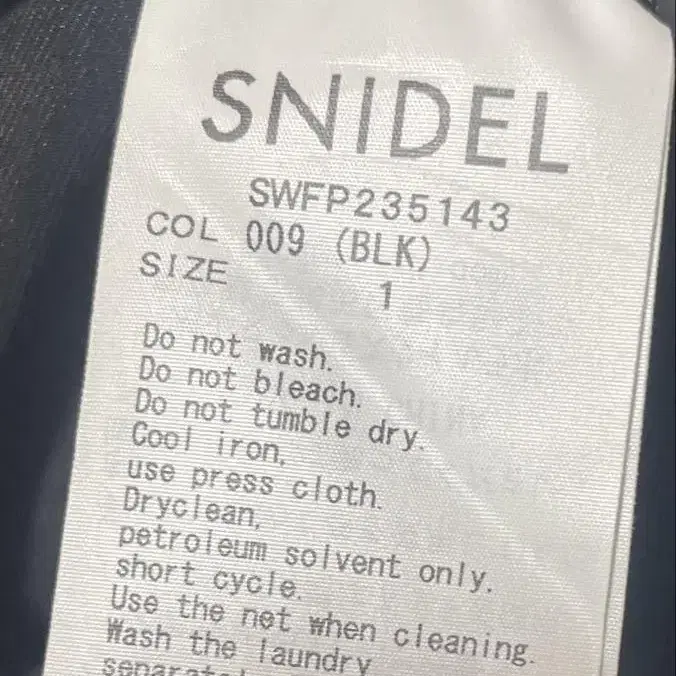 SNIDEL
SWFP235143
COL 009 (BLK)
SIZE 1
Do not wash.
Do not bleach.
Do not tumble dry.
Cool iron,
use press cloth.
Dryclean,
petroleum solvent only.
short cycle.
Use the net when cleaning.
Wash the laundry